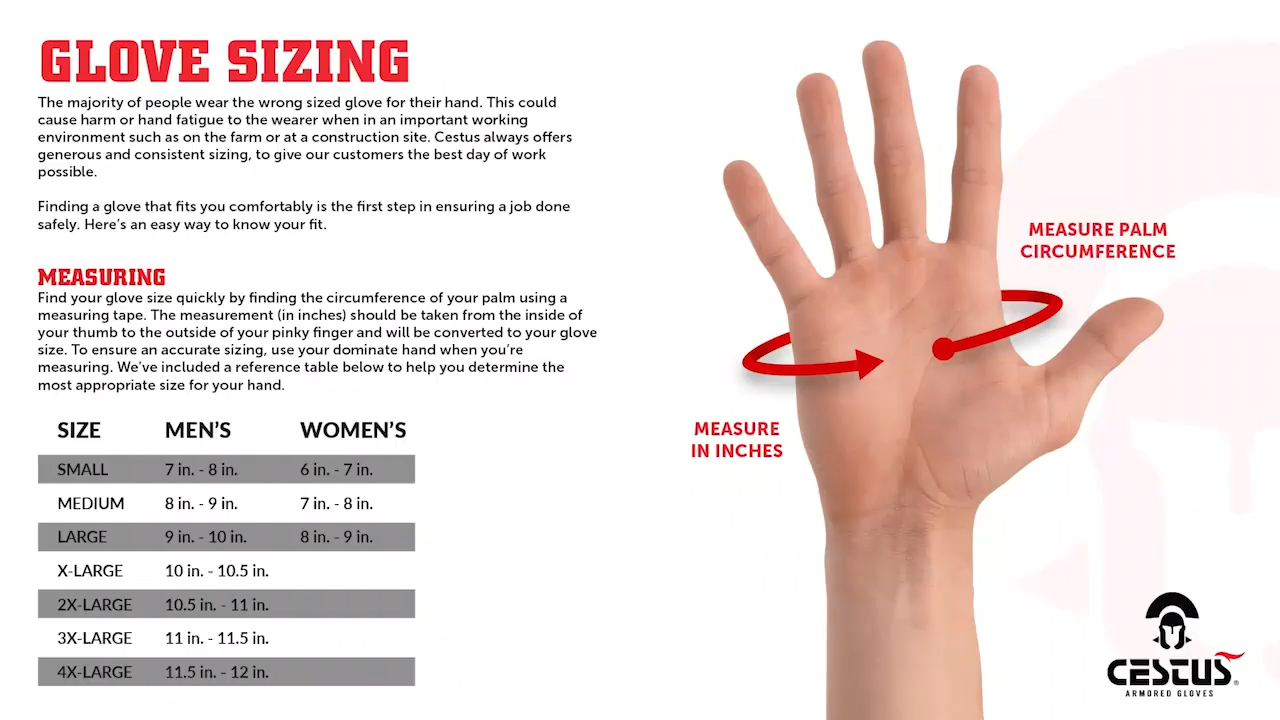 GLOVE SIZING
The majority of people wear the wrong sized glove for their hand. This could
cause harm or hand fatigue to the wearer when in an important working
environment such as on the farm or at a construction site. Cestus always offers
generous and consistent sizing, to give our customers the best day of work
possible.
Finding a glove that fits you comfortably is the first step in ensuring a job done
safely. Here's an easy way to know your fit.
MEASURING
Find your glove size quickly by finding the circumference of your palm using a
measuring tape. The measurement (in inches) should be taken from the inside of
your thumb to the outside of your pinky finger and will be converted to your glove
size. To ensure an accurate sizing, use your dominate hand when you're
measuring. We've included a reference table below to help you determine the
most appropriate size for your hand.
SIZE MEN'S WOMEN'S
SMALL 7 in. - 8 in. 6 in. - 7 in.
MEDIUM 8 in. - 9 in. 7 in. - 8 in.
LARGE 9 in. - 10 in. 8 in. - 9 in.
X-LARGE 10 in. - 10.5 in.
2X-LARGE 10.5 in. - 11 in.
3X-LARGE 11 in. - 11.5 in.
4X-LARGE 11.5 in. - 12 in.
MEASURE PALM
CIRCUMFERENCE
MEASURE
IN INCHES
CESTUS®
ARMORED GLOVES